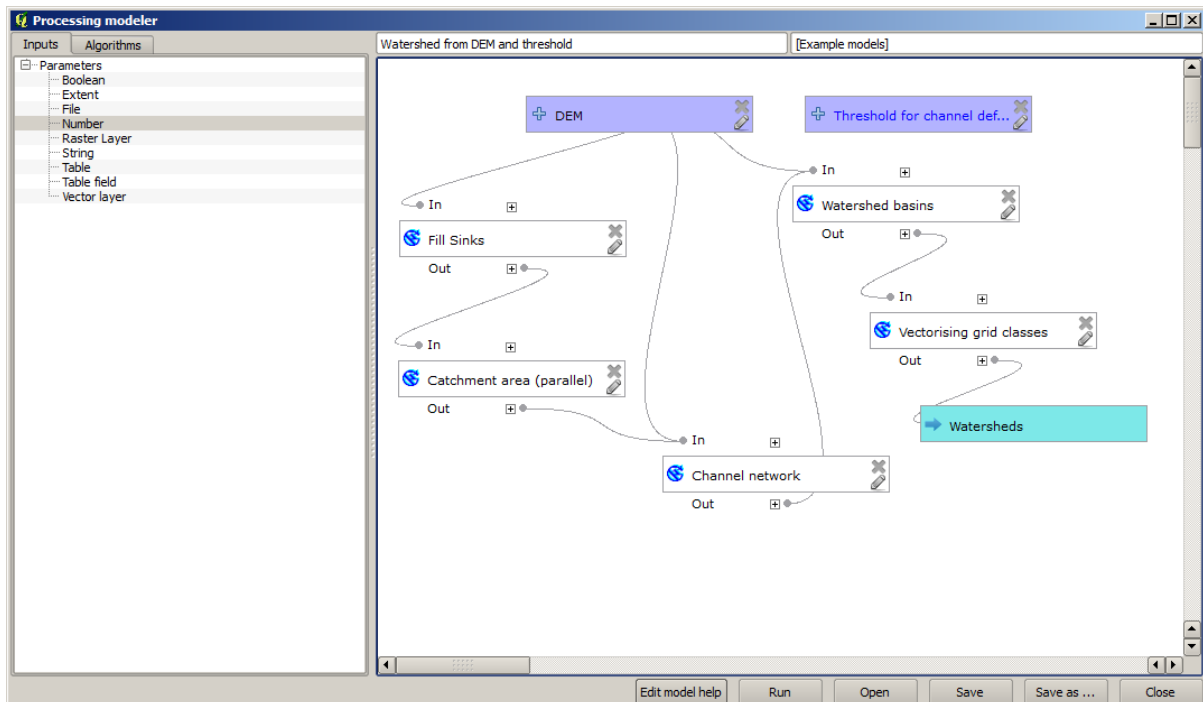 Processing modeler
Inputs
Algorithms
Parameters
Boolean
Extent
File
Number
Raster Layer
String
Table
Table field
Vector layer
Watershed from DEM and threshold
[Example models]
DEM
Threshold for channel def...
In
Watershed basins
Out
In
Fill Sinks
Out
In
Vectorising grid classes
Out
In
Catchment area (parallel)
Out
Watersheds
In
Channel network
Out
Edit model help
Run
Open
Save
Save as ...
Close